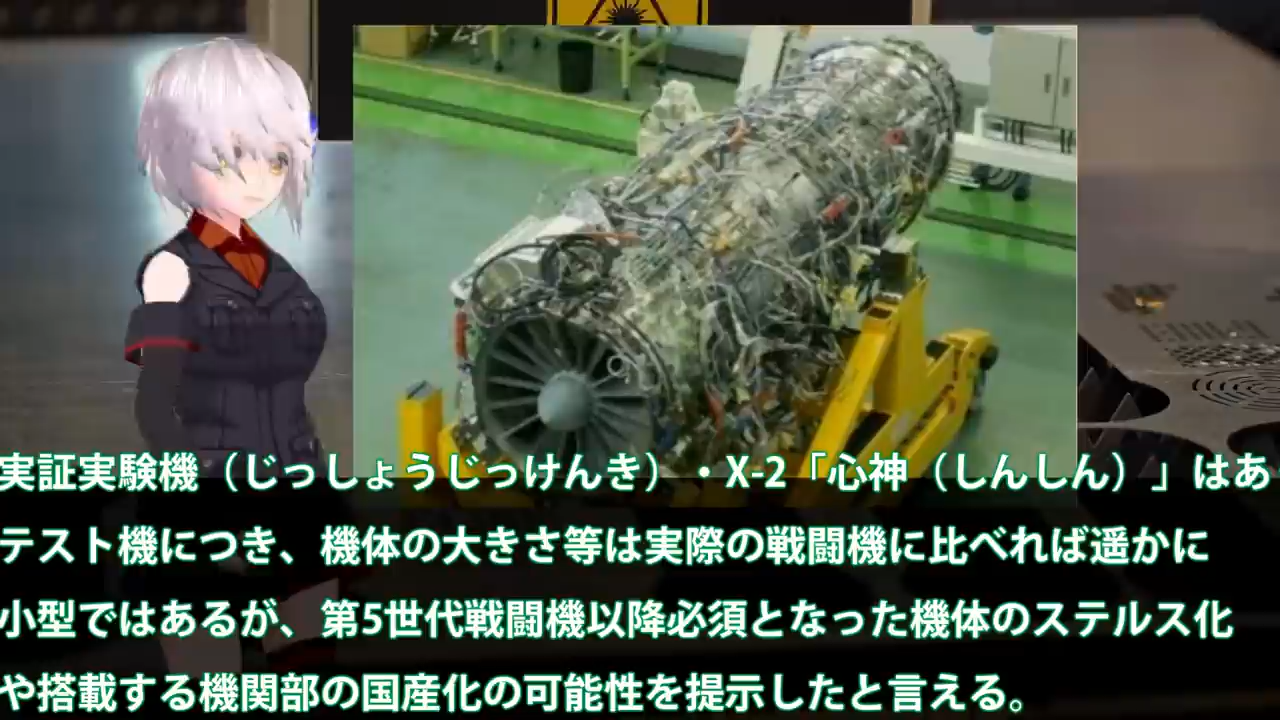 実証実験機（じっしょうじっけんき）・X-2「心神（しんしん）」はあ
テスト機につき、機体の大きさ等は実際の戦闘機に比べれば遥かに
小型ではあるが、第5世代戦闘機以降必須となった機体のステルス化
や搭載する機関部の国産化の可能性を提示したと言える。